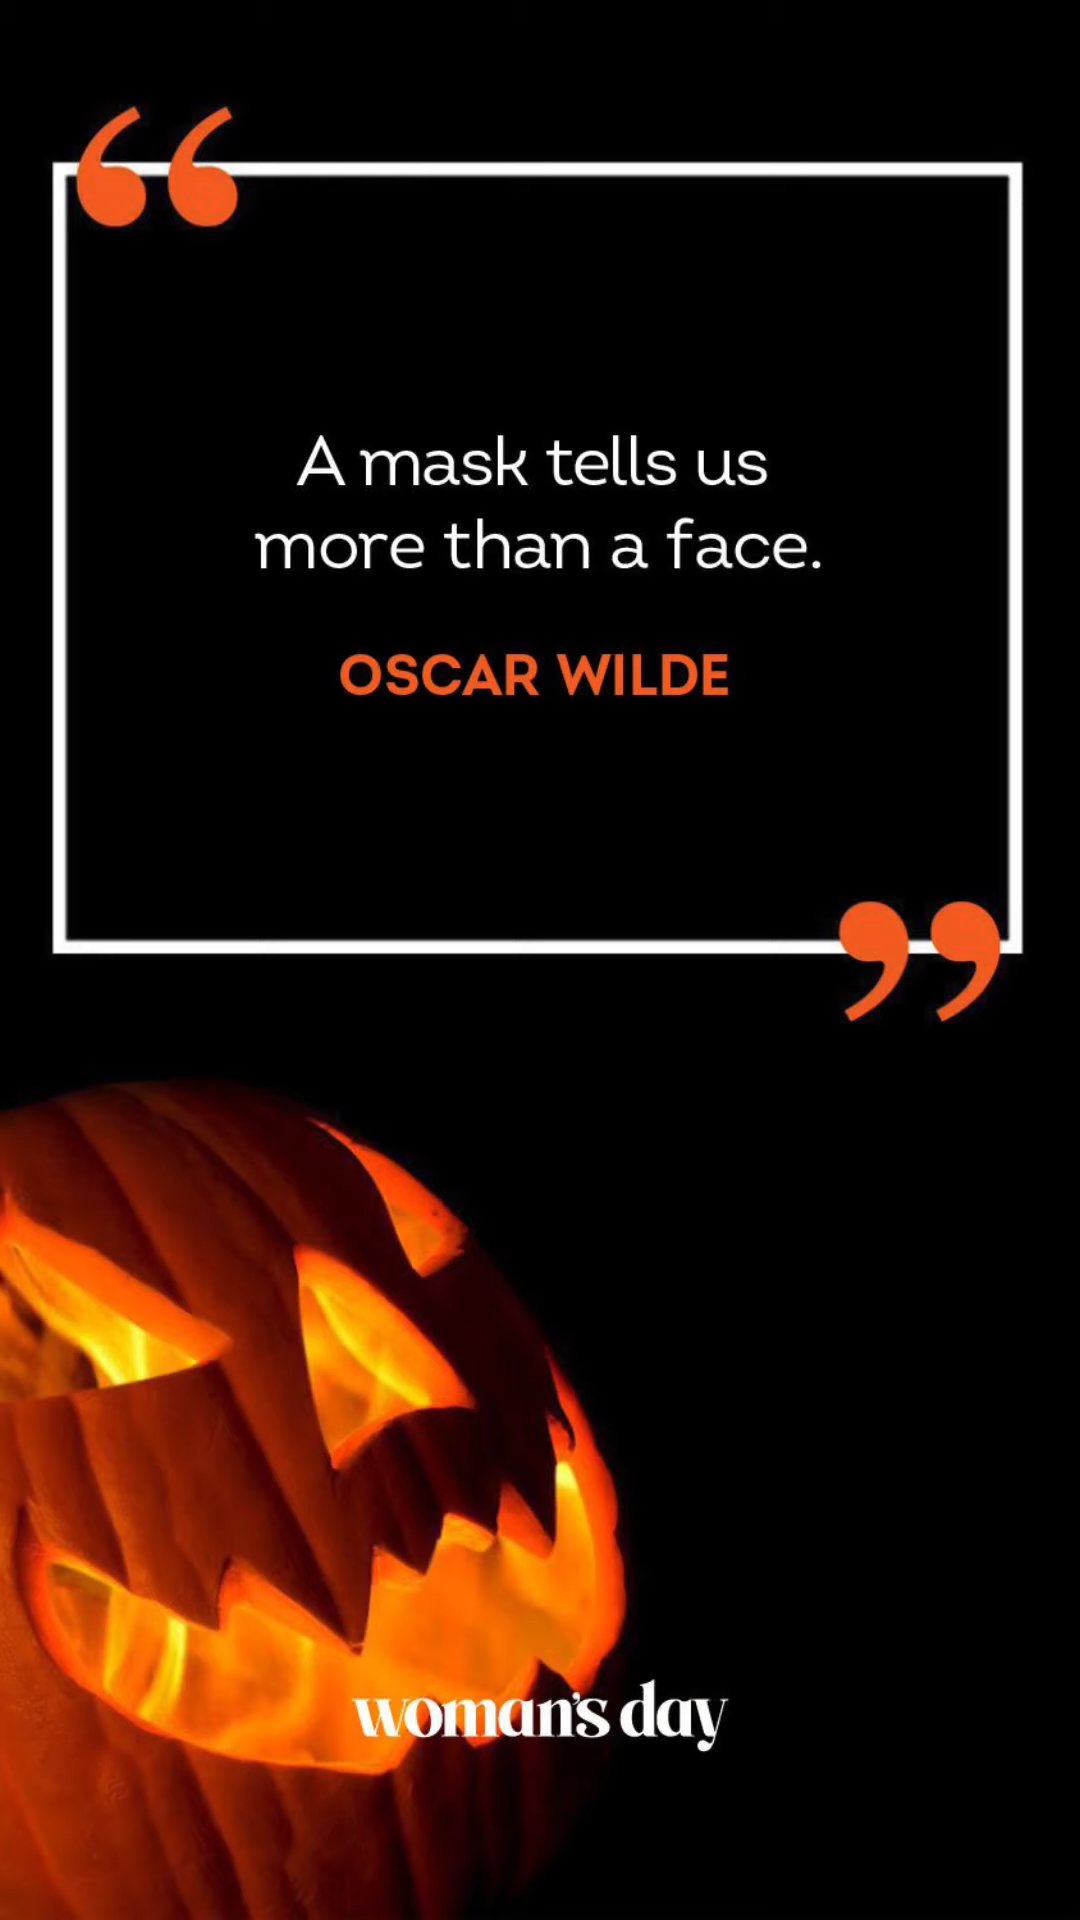 “
A mask tells us
more than a face.
OSCAR WILDE
”
woman's day